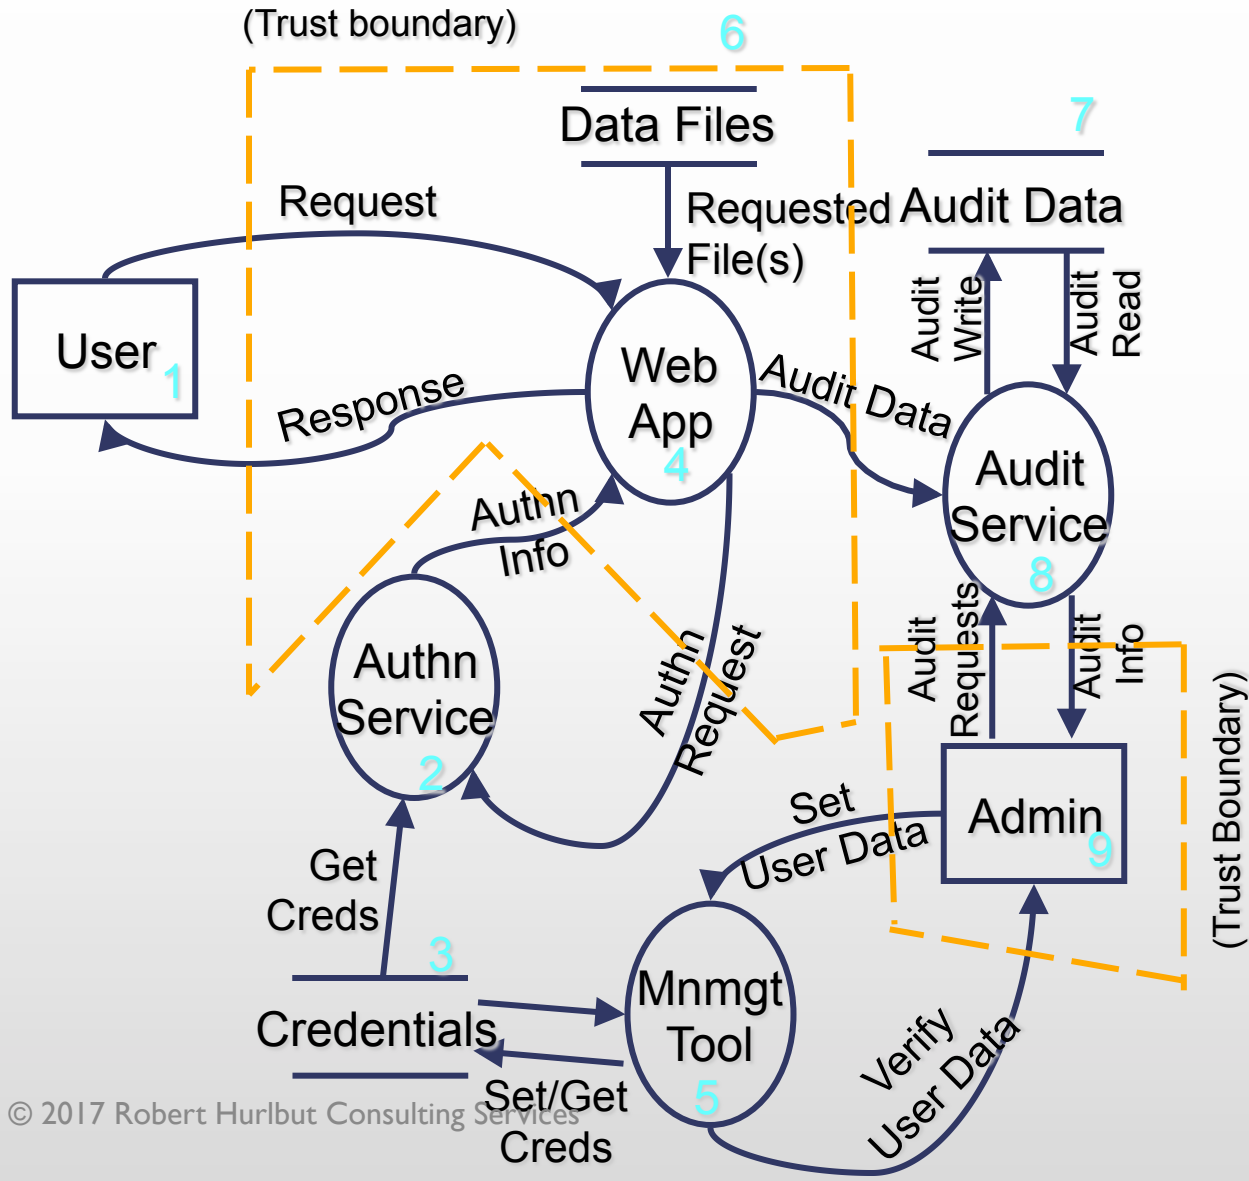 (Trust boundary)
6
Data Files
7
Request
Requested
File(s)
Audit Data
User
1
Web
App
4
Audit
Write
Audit
Read
Response
Audit Data
Authn
Info
Audit
Service
8
Authn
Service
2
Authn
Request
Audit
Requests
Audit
Info
(Trust Boundary)
Set
User Data
Admin
9
Get
Creds
3
Credentials
Mnmgt
Tool
5
Verify
User Data
Set/Get
Creds
© 2017 Robert Hurlbut Consulting Services